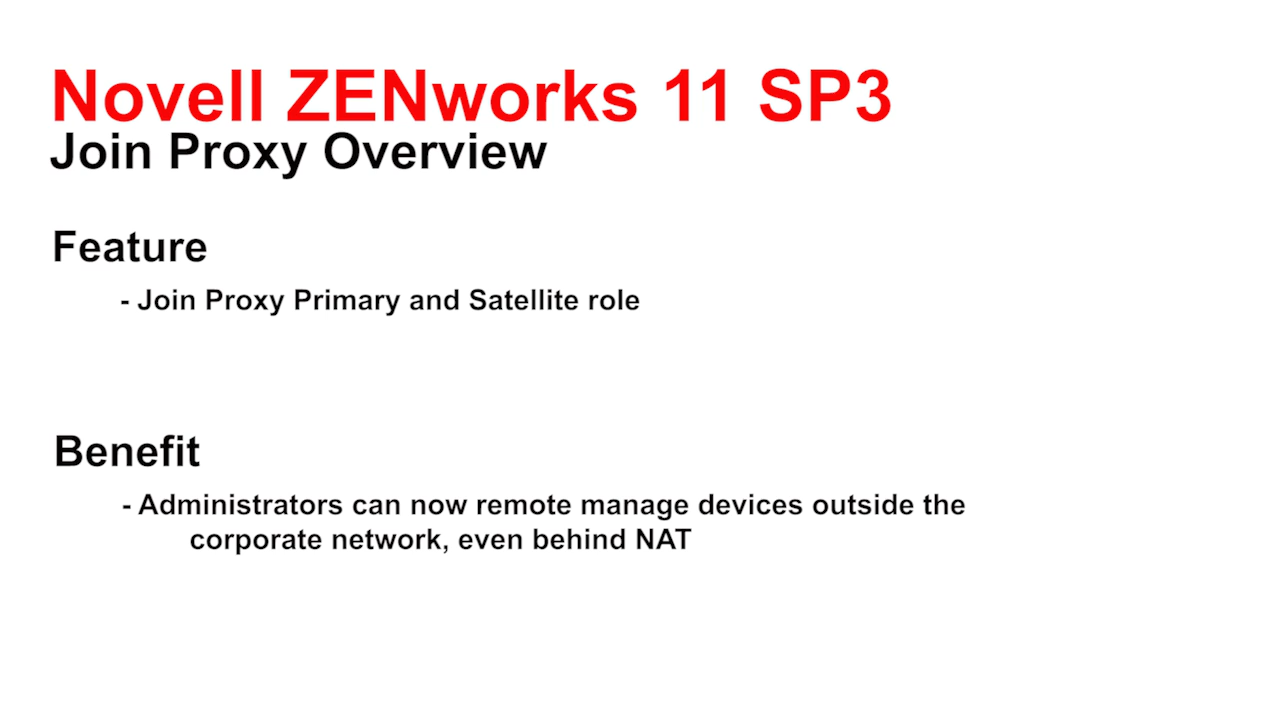 Novell ZENworks 11 SP3
Join Proxy Overview
Feature
- Join Proxy Primary and Satellite role
Benefit
- Administrators can now remote manage devices outside the
corporate network, even behind NAT